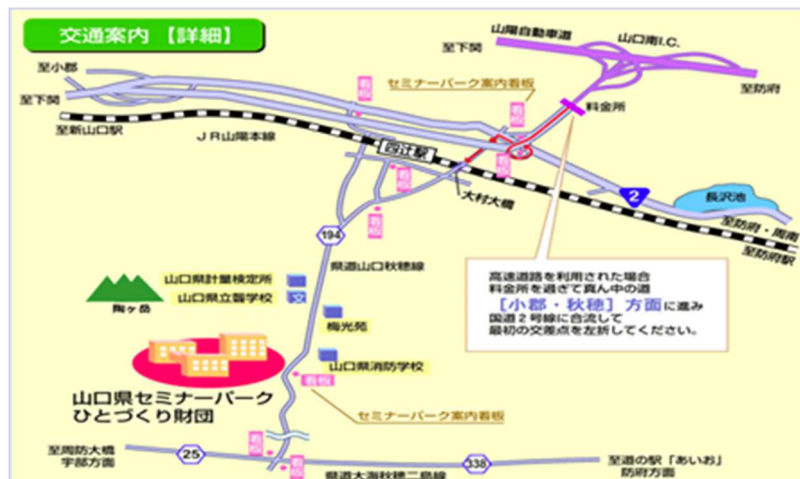 交通案内【詳細】
山陽自動車道
山口南I.C.
至下関
至防府
料金所
セミナーパーク案内看板
看板
看板
看板
看板
看板
至小郡
至下関
至新山口駅
JR山陽本線
四辻駅
大村大橋
2
長沢池
至防府・周南
至防府駅
194
県道山口秋穂線
山口県計量検定所
山口県立聾学校
文
陶ヶ岳
梅光苑
山口県消防学校
看板
山口県セミナーパーク
ひとづくり財団
セミナーパーク案内看板
高速道路を利用された場合
料金所を過ぎて真ん中の道
[小郡・秋穂]方面に進み
国道2号線に合流して
最初の交差点を左折してください。
看板
看板
至周防大橋
宇部方面
25
県道大海秋穂二島線
338
至道の駅「あいお」
防府方面